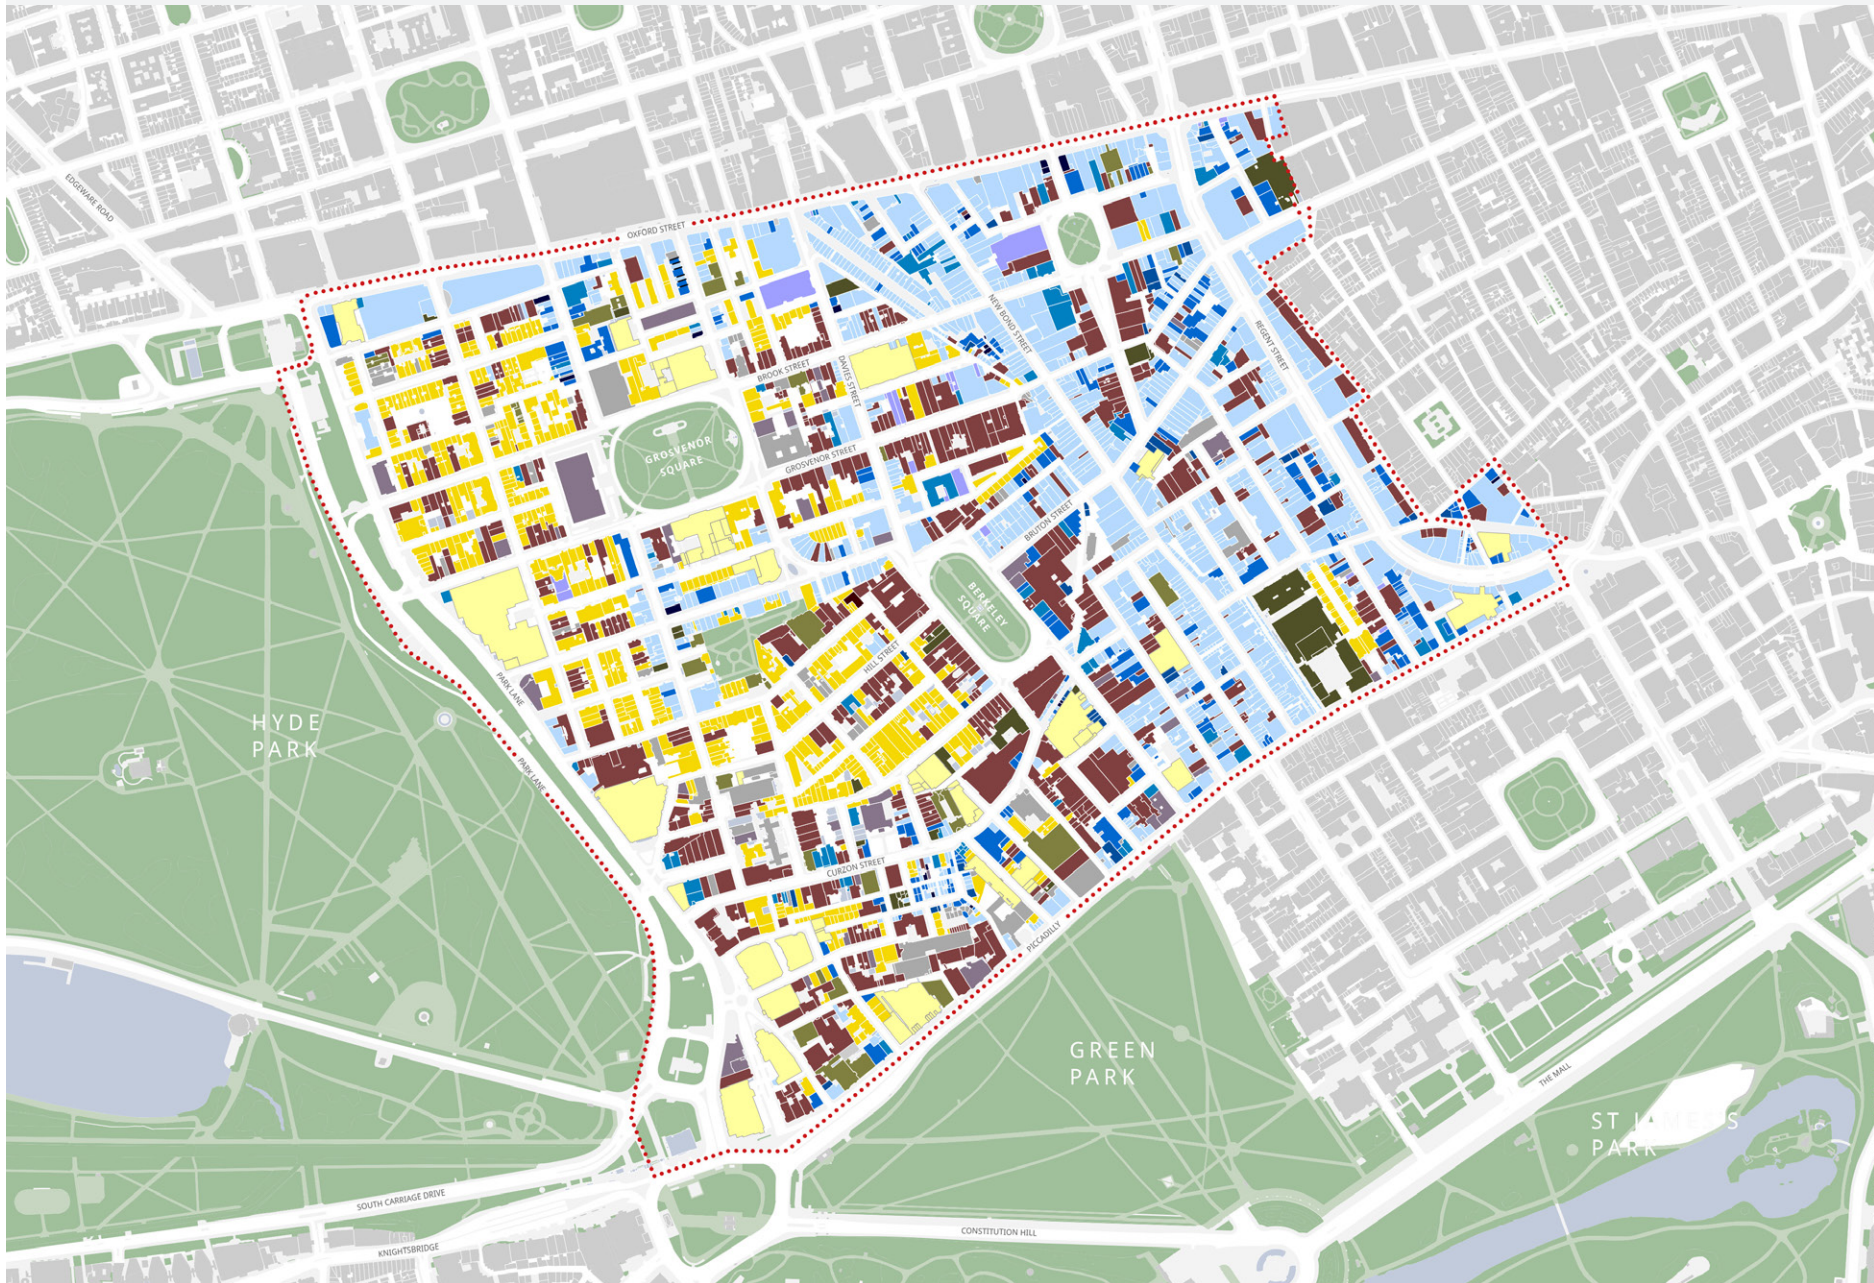 EDGEWARE ROAD
OXFORD STREET
NEW BOND STREET
REGENT STREET
DAVIES STREET
BROOK STREET
GROSVENOR
SQUARE
GROSVENOR STREET
BRUTON STREET
BERKELEY
SQUARE
HILL STREET
PARK LANE
HYDE
PARK
PARK LANE
CURZON STREET
PICCADILLY
GREEN
PARK
THE MALL
ST JAMES'S
PARK
SOUTH CARRIAGE DRIVE
CONSTITUTION HILL
KNIGHTSBRIDGE